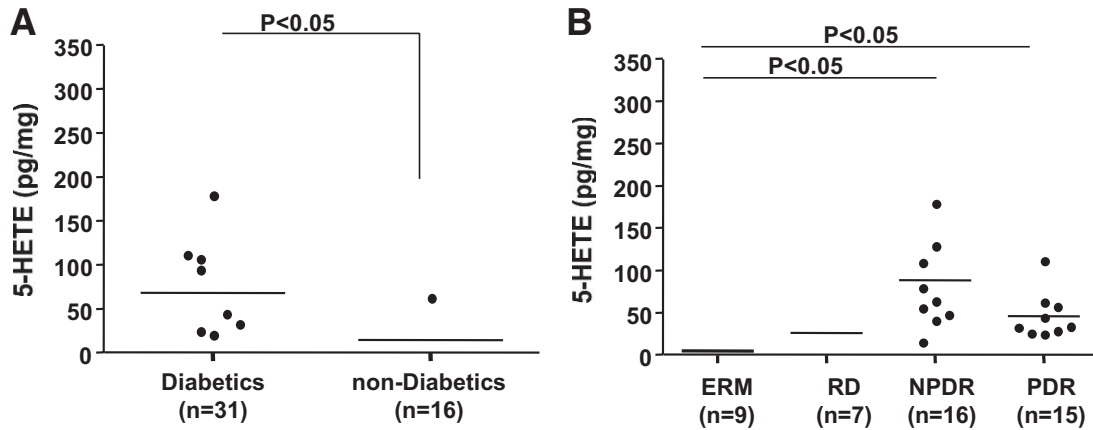 A
P<0.05
350
300
250
200
150
100
50
0
5-HETE (pg/mg)
Diabetics non-Diabetics
(n=31) (n=16)
B
P<0.05
P<0.05
350
300
250
200
150
100
50
0
5-HETE (pg/mg)
ERM RD NPDR PDR
(n=9) (n=7) (n=16) (n=15)